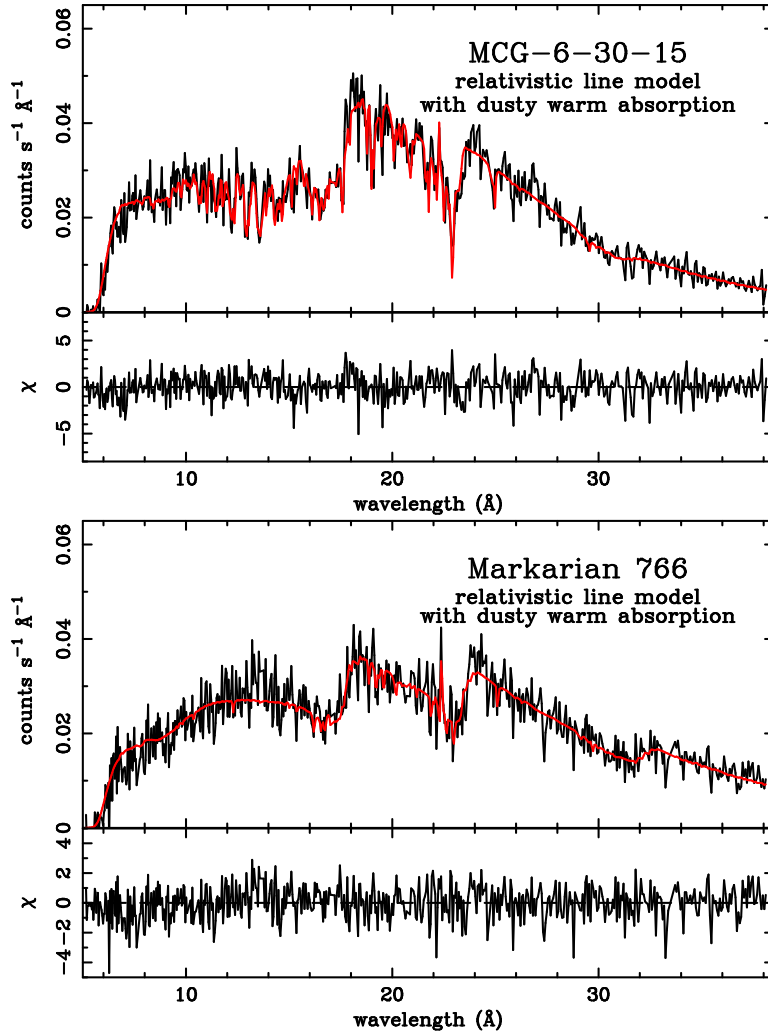 MCG−6−30−15
relativistic line model
with dusty warm absorption
counts s⁻¹ Å⁻¹
0.06
0.04
0.02
0
χ
5
0
−5
10 20 30
wavelength (Å)
Markarian 766
relativistic line model
with dusty warm absorption
counts s⁻¹ Å⁻¹
0.06
0.04
0.02
0
χ
4
2
0
−2
−4
10 20 30
wavelength (Å)